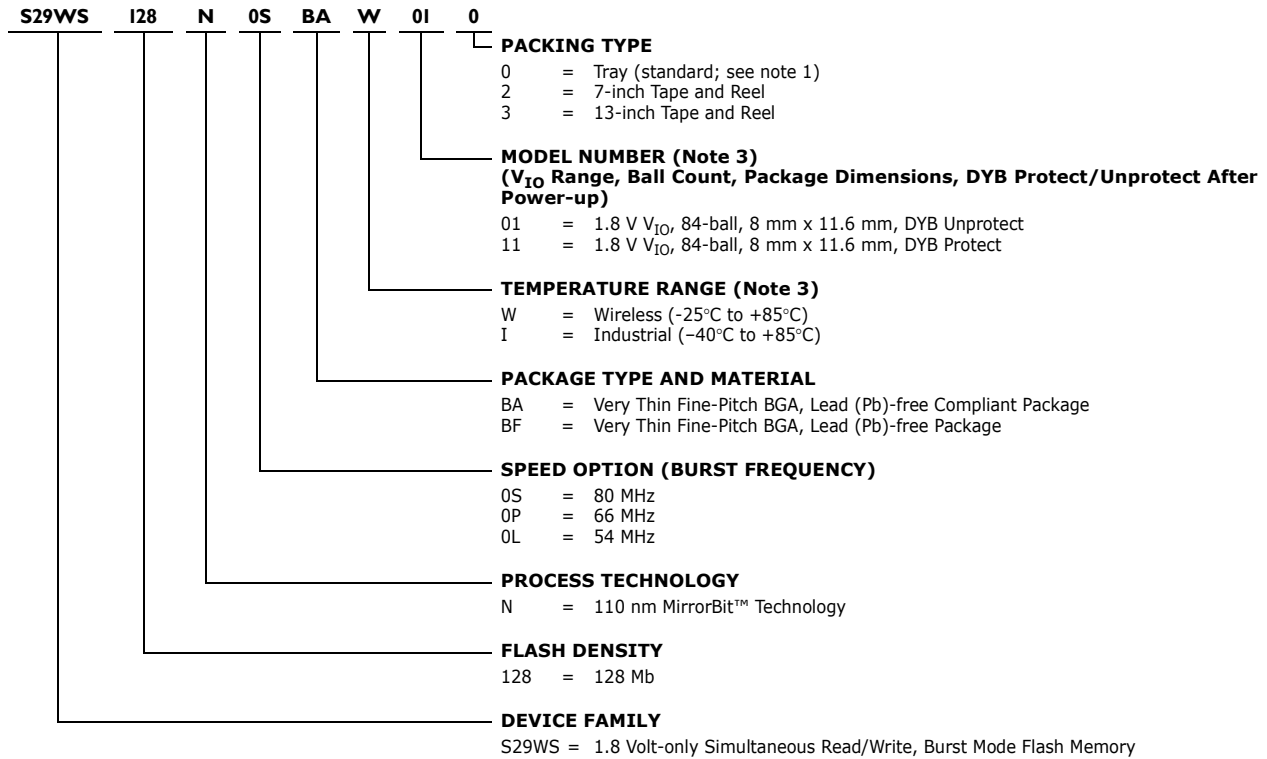 S29WS 128 N 0S BA W 01 0
PACKING TYPE
0 = Tray (standard; see note 1)
2 = 7-inch Tape and Reel
3 = 13-inch Tape and Reel
MODEL NUMBER (Note 3)
(VIO Range, Ball Count, Package Dimensions, DYB Protect/Unprotect After
Power-up)
01 = 1.8 V VIO, 84-ball, 8 mm x 11.6 mm, DYB Unprotect
11 = 1.8 V VIO, 84-ball, 8 mm x 11.6 mm, DYB Protect
TEMPERATURE RANGE (Note 3)
W = Wireless (-25°C to +85°C)
I = Industrial (–40°C to +85°C)
PACKAGE TYPE AND MATERIAL
BA = Very Thin Fine-Pitch BGA, Lead (Pb)-free Compliant Package
BF = Very Thin Fine-Pitch BGA, Lead (Pb)-free Package
SPEED OPTION (BURST FREQUENCY)
0S = 80 MHz
0P = 66 MHz
0L = 54 MHz
PROCESS TECHNOLOGY
N = 110 nm MirrorBit™ Technology
FLASH DENSITY
128 = 128 Mb
DEVICE FAMILY
S29WS = 1.8 Volt-only Simultaneous Read/Write, Burst Mode Flash Memory